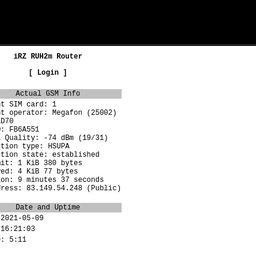 iRZ RUH2m Router
[ Login ]
Actual GSM Info
t SIM card: 1
t operator: Megafon (25002)
D70
: FB6A551
Quality: -74 dBm (19/31)
tion type: HSUPA
tion state: established
it: 1 KiB 380 bytes
ed: 4 KiB 77 bytes
on: 9 minutes 37 seconds
ress: 83.149.54.248 (Public)
Date and Uptime
2021-05-09
16:21:03
: 5:11